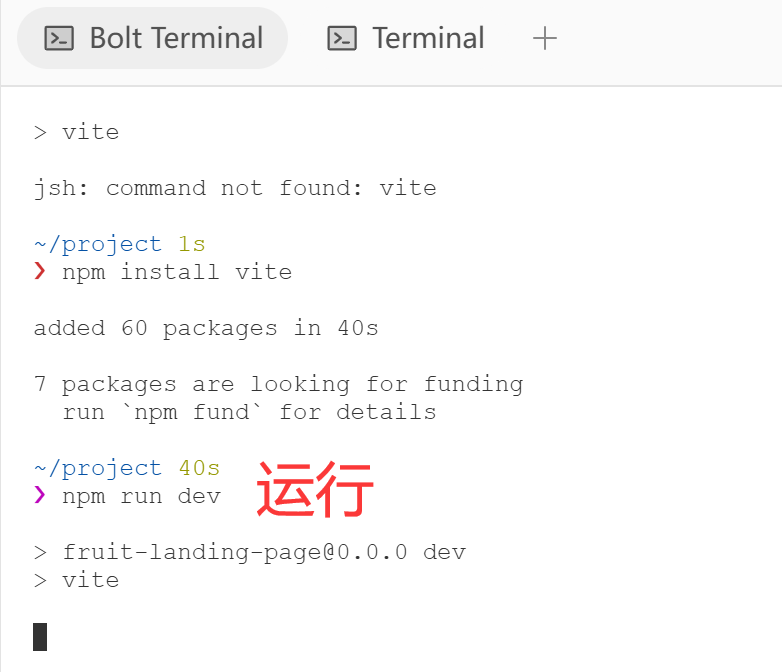 Bolt Terminal Terminal
> vite
jsh: command not found: vite
~/project 1s
❯ npm install vite
added 60 packages in 40s
7 packages are looking for funding
run `npm fund` for details
~/project 40s
❯ npm run dev 运行
> fruit-landing-page@0.0.0 dev
> vite